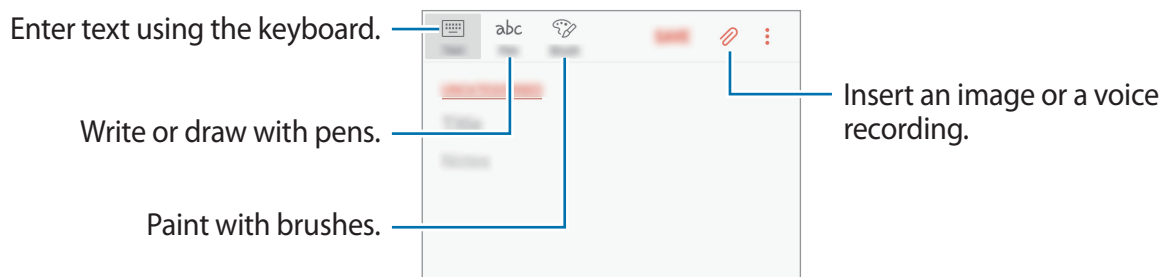 Enter text using the keyboard.
abc
Write or draw with pens.
Paint with brushes.
Insert an image or a voice
recording.